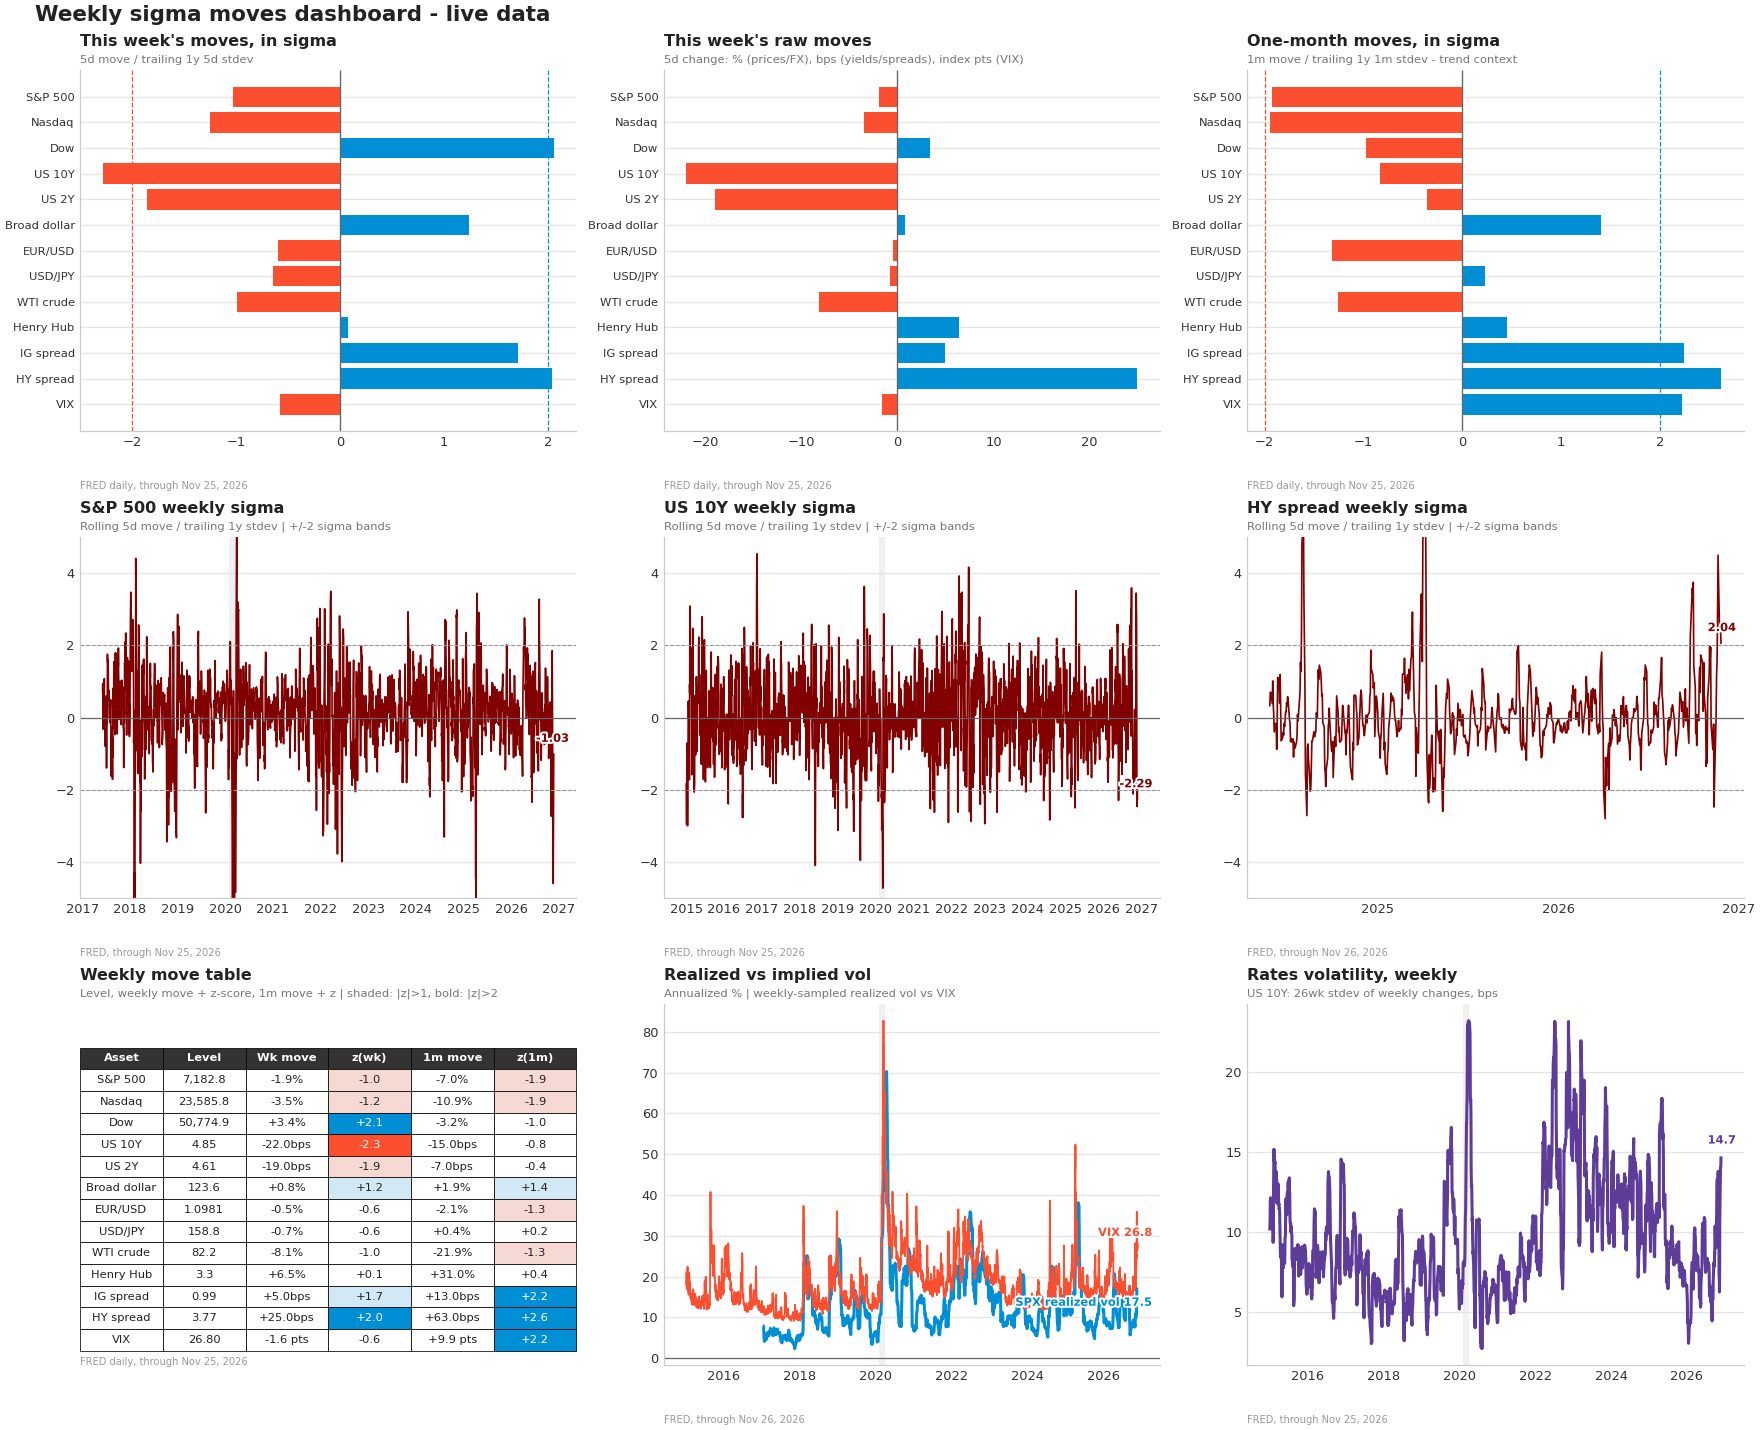 Weekly sigma moves dashboard - live data
This week's moves, in sigma
5d move / trailing 1y 5d stdev
S&P 500
Nasdaq
Dow
US 10Y
US 2Y
Broad dollar
EUR/USD
USD/JPY
WTI crude
Henry Hub
IG spread
HY spread
VIX
−2 −1 0 1 2
FRED daily, through Nov 25, 2026
This week's raw moves
5d change: % (prices/FX), bps (yields/spreads), index pts (VIX)
S&P 500
Nasdaq
Dow
US 10Y
US 2Y
Broad dollar
EUR/USD
USD/JPY
WTI crude
Henry Hub
IG spread
HY spread
VIX
−20 −10 0 10 20
FRED daily, through Nov 25, 2026
One-month moves, in sigma
1m move / trailing 1y 1m stdev - trend context
S&P 500
Nasdaq
Dow
US 10Y
US 2Y
Broad dollar
EUR/USD
USD/JPY
WTI crude
Henry Hub
IG spread
HY spread
VIX
−2 −1 0 1 2
FRED daily, through Nov 25, 2026
S&P 500 weekly sigma
Rolling 5d move / trailing 1y stdev | +/-2 sigma bands
4
2
0
−2
−4
-1.03
2017 2018 2019 2020 2021 2022 2023 2024 2025 2026 2027
FRED, through Nov 25, 2026
US 10Y weekly sigma
Rolling 5d move / trailing 1y stdev | +/-2 sigma bands
4
2
0
−2
−4
-2.29
2015 2016 2017 2018 2019 2020 2021 2022 2023 2024 2025 2026 2027
FRED, through Nov 25, 2026
HY spread weekly sigma
Rolling 5d move / trailing 1y stdev | +/-2 sigma bands
4
2
0
−2
−4
2.04
2025 2026 2027
FRED, through Nov 26, 2026
Weekly move table
Level, weekly move + z-score, 1m move + z | shaded: |z|>1, bold: |z|>2
Asset Level Wk move z(wk) 1m move z(1m)
S&P 500 7,182.8 -1.9% -1.0 -7.0% -1.9
Nasdaq 23,585.8 -3.5% -1.2 -10.9% -1.9
Dow 50,774.9 +3.4% +2.1 -3.2% -1.0
US 10Y 4.85 -22.0bps -2.3 -15.0bps -0.8
US 2Y 4.61 -19.0bps -1.9 -7.0bps -0.4
Broad dollar 123.6 +0.8% +1.2 +1.9% +1.4
EUR/USD 1.0981 -0.5% -0.6 -2.1% -1.3
USD/JPY 158.8 -0.7% -0.6 +0.4% +0.2
WTI crude 82.2 -8.1% -1.0 -21.9% -1.3
Henry Hub 3.3 +6.5% +0.1 +31.0% +0.4
IG spread 0.99 +5.0bps +1.7 +13.0bps +2.2
HY spread 3.77 +25.0bps +2.0 +63.0bps +2.6
VIX 26.80 -1.6 pts -0.6 +9.9 pts +2.2
FRED daily, through Nov 25, 2026
Realized vs implied vol
Annualized % | weekly-sampled realized vol vs VIX
80
70
60
50
40
30
20
10
0
VIX 26.8
SPX realized vol 17.5
2016 2018 2020 2022 2024 2026
FRED, through Nov 26, 2026
Rates volatility, weekly
US 10Y: 26wk stdev of weekly changes, bps
20
15
10
5
14.7
2016 2018 2020 2022 2024 2026
FRED, through Nov 25, 2026